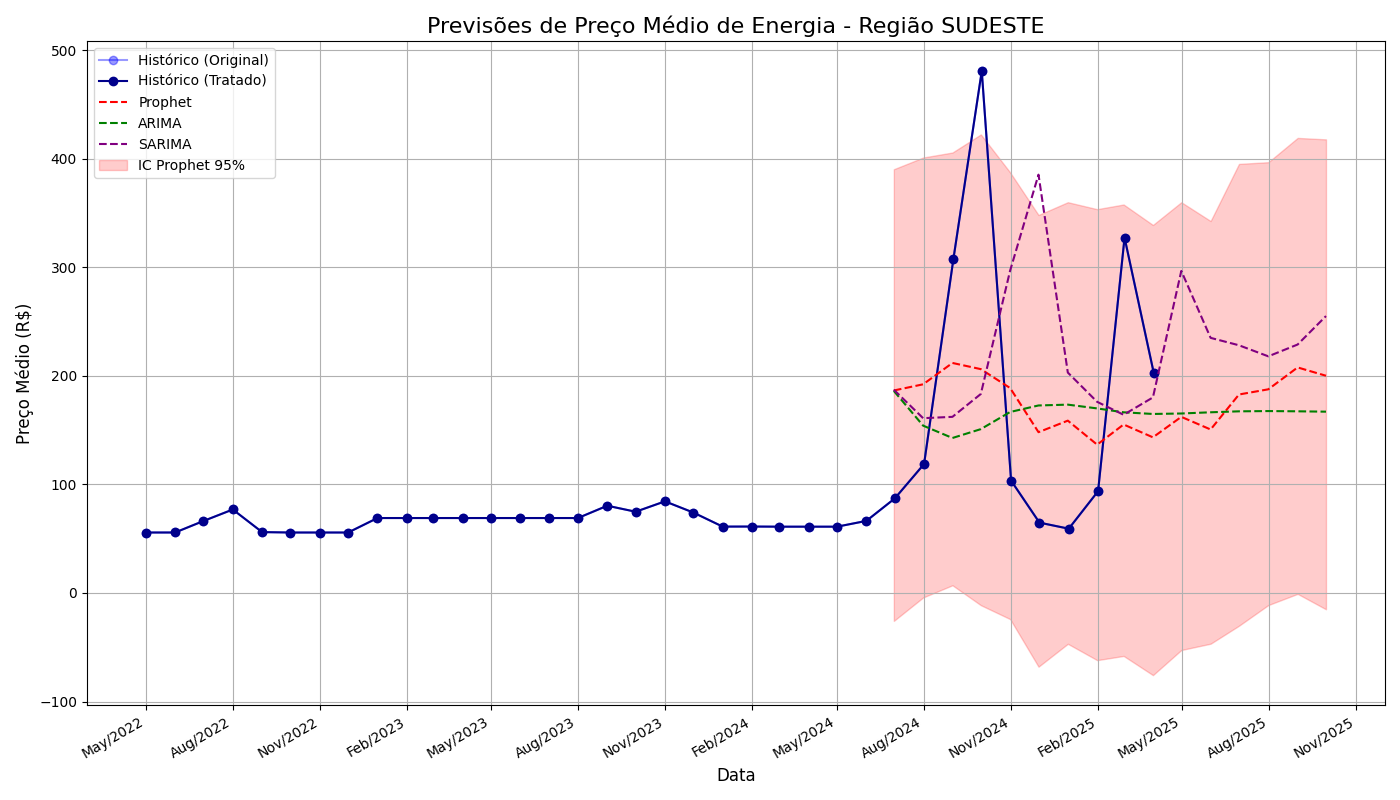 Previsões de Preço Médio de Energia - Região SUDESTE
Histórico (Original)
Histórico (Tratado)
Prophet
ARIMA
SARIMA
IC Prophet 95%
Preço Médio (R$)
500
400
300
200
100
0
−100
May/2022
Aug/2022
Nov/2022
Feb/2023
May/2023
Aug/2023
Nov/2023
Feb/2024
May/2024
Aug/2024
Nov/2024
Feb/2025
May/2025
Aug/2025
Nov/2025
Data